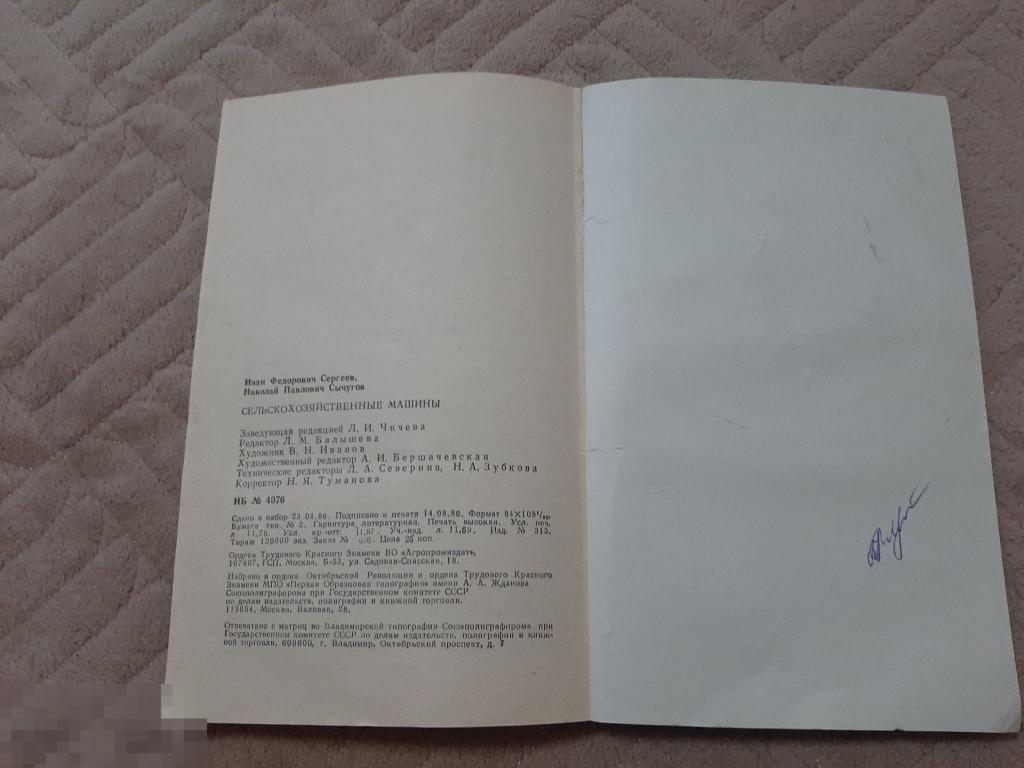 Иван Федорович Сергеев,
Николай Павлович Сычугов
СЕЛЬСКОХОЗЯЙСТВЕННЫЕ МАШИНЫ
Заведующая редакцией Л. И. Чичева
Редактор Л. М. Балышева
Художник В. Н. Иванов
Художественный редактор А. И. Бершачевская
Технические редакторы Л. А. Севернна, Н. А. Зубкова
Корректор Н. Я. Туманова
ИБ № 4076
Сдано в набор 23.04.86. Подписано к печати 14.08.86. Формат 84×108
Бумага тип. № 2. Гарнитура литературная. Печать высокая. Усл. печ.
л. 11,76. Усл. кр.-отт. 11,97. Уч.-изд. л. 11,69. Изд. № 313.
Тираж 120000 экз. Заказ № Цена 25 коп.
Ордена Трудового Красного Знамени ВО «Агропромиздат»,
107807, ГСП, Москва, Б-53, ул. Садовая-Спасская, 18.
Набрано в ордена Октябрьской Революции и ордена Трудового Красного
Знамени МПО «Первая Образцовая типография» имени А. А. Жданова
Союзполиграфпрома при Государственном комитете СССР
по делам издательств, полиграфии и книжной торговли.
113054, Москва, Валовая, 28.
Отпечатано с матриц во Владимирской типографии Союзполиграфпрома при
Государственном комитете СССР по делам издательств, полиграфии и книж-
ной торговли. 600000, г. Владимир, Октябрьский проспект, д. 7